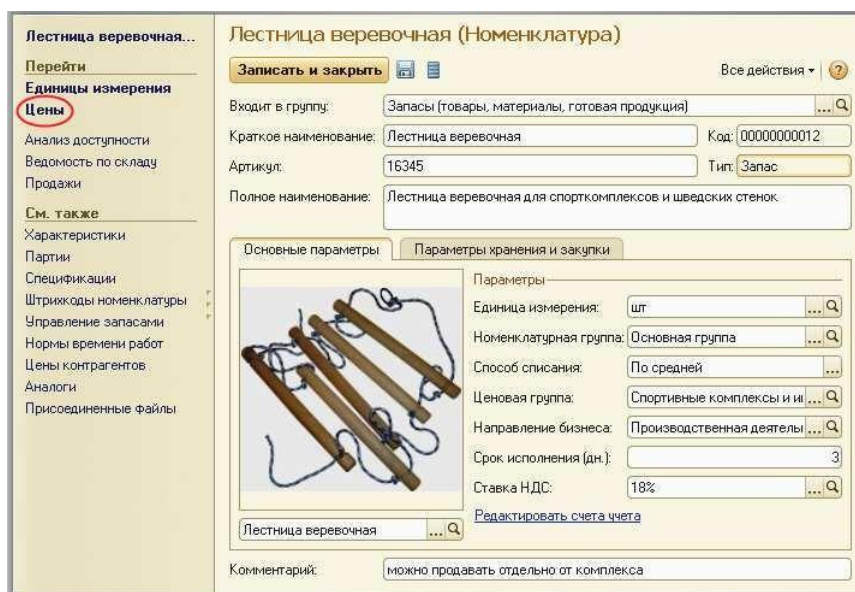 Лестница веревочная...
Перейти
Единицы измерения
Цены
Анализ доступности
Ведомость по складу
Продажи
См. также
Характеристики
Партии
Спецификации
Штрихкоды номенклатуры
Управление запасами
Нормы времени работ
Цены контрагентов
Аналоги
Присоединенные файлы
Лестница веревочная (Номенклатура)
Записать и закрыть Все действия
Входит в группу: Запасы (товары, материалы, готовая продукция) ...
Краткое наименование: Лестница веревочная Код: 00000000012
Артикул: 16345 Тип: Запас
Полное наименование: Лестница веревочная для спорткомплексов и шведских стенок
Основные параметры Параметры хранения и закупки
Параметры
Единица измерения: шт ...
Номенклатурная группа: Основная группа ...
Способ списания: По средней ...
Ценовая группа: Спортивные комплексы и ...
Направление бизнеса: Производственная деятелы ...
Срок исполнения (дн.): 3
Ставка НДС: 18% ...
Редактировать счета учета
Лестница веревочная ...
Комментарий: можно продавать отдельно от комплекса